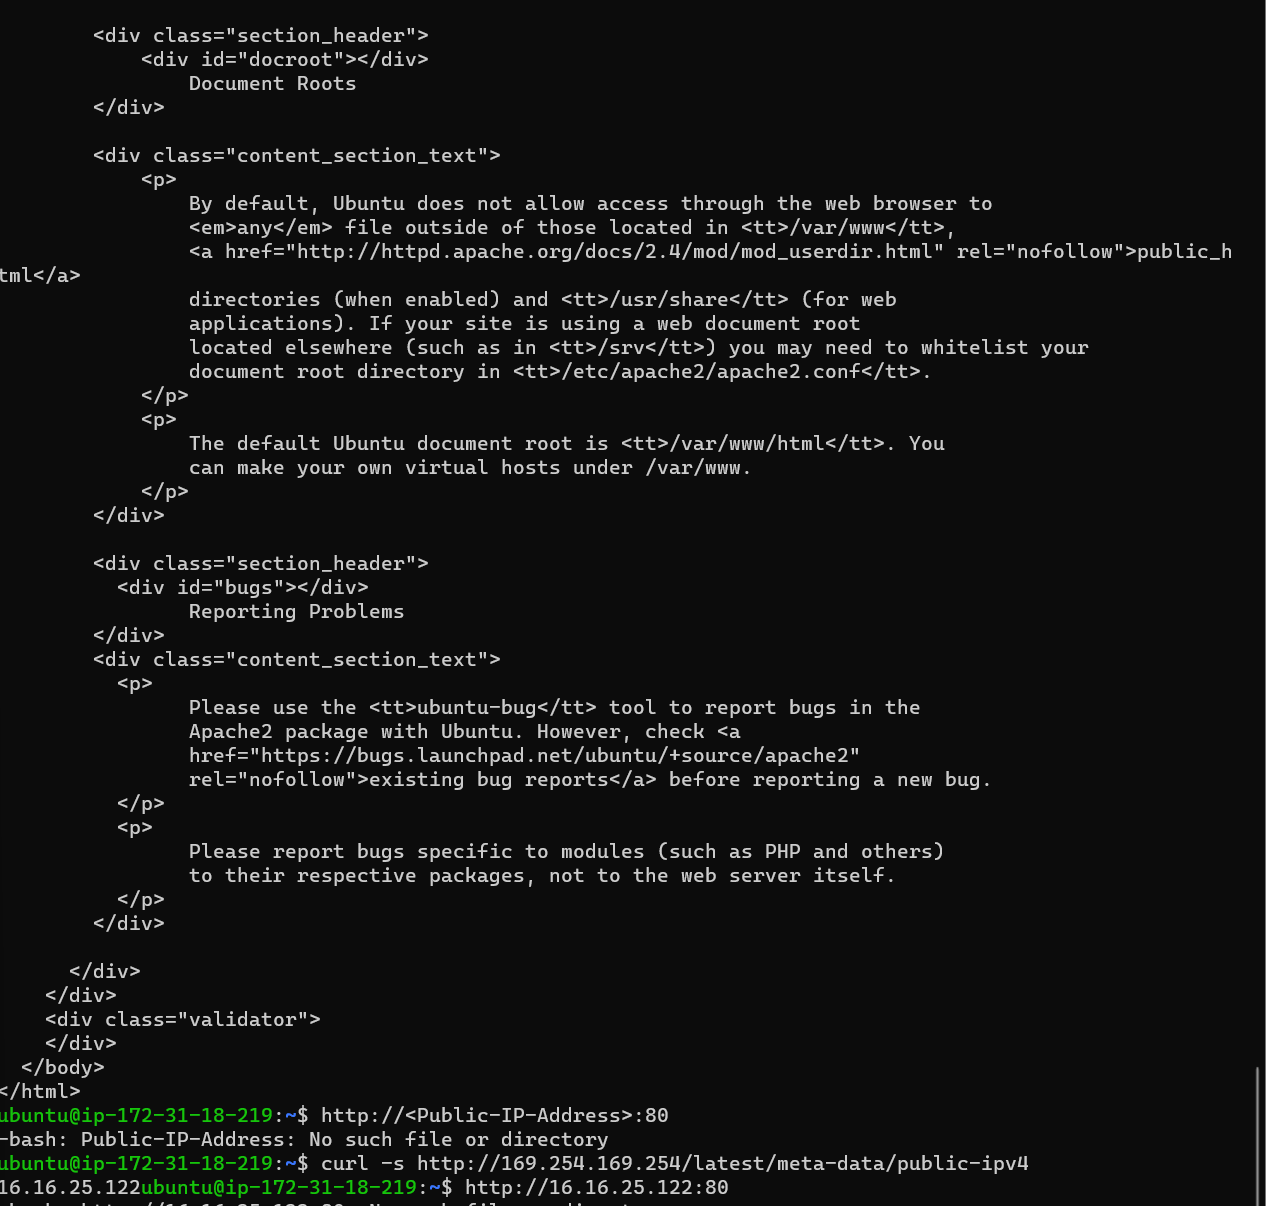 <div class="section_header">
<div id="docroot"></div>
Document Roots
</div>
<div class="content_section_text">
<p>
By default, Ubuntu does not allow access through the web browser to
<em>any</em> file outside of those located in <tt>/var/www</tt>,
<a href="http://httpd.apache.org/docs/2.4/mod/mod_userdir.html" rel="nofollow">public_h
tml</a>
directories (when enabled) and <tt>/usr/share</tt> (for web
applications). If your site is using a web document root
located elsewhere (such as in <tt>/srv</tt>) you may need to whitelist your
document root directory in <tt>/etc/apache2/apache2.conf</tt>.
</p>
<p>
The default Ubuntu document root is <tt>/var/www/html</tt>. You
can make your own virtual hosts under /var/www.
</p>
</div>
<div class="section_header">
<div id="bugs"></div>
Reporting Problems
</div>
<div class="content_section_text">
<p>
Please use the <tt>ubuntu-bug</tt> tool to report bugs in the
Apache2 package with Ubuntu. However, check <a
href="https://bugs.launchpad.net/ubuntu/+source/apache2"
rel="nofollow">existing bug reports</a> before reporting a new bug.
</p>
<p>
Please report bugs specific to modules (such as PHP and others)
to their respective packages, not to the web server itself.
</p>
</div>
</div>
</div>
<div class="validator">
</div>
</body>
</html>
ubuntu@ip-172-31-18-219:~$ http://<Public-IP-Address>:80
-bash: Public-IP-Address: No such file or directory
ubuntu@ip-172-31-18-219:~$ curl -s http://169.254.169.254/latest/meta-data/public-ipv4
16.16.25.122ubuntu@ip-172-31-18-219:~$ http://16.16.25.122:80